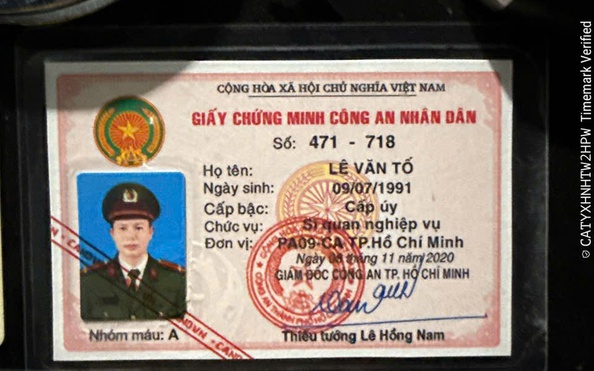 CỘNG HÒA XÃ HỘI CHỦ NGHĨA VIỆT NAM
GIẤY CHỨNG MINH CÔNG AN NHÂN DÂN
Số: 471 - 718
Họ tên: LÊ VĂN TỐ
Ngày sinh: 09/07/1991
Cấp bậc: Cấp úy
Chức vụ: Sĩ quan nghiệp vụ
Đơn vị: PA09-CA TP.Hồ Chí Minh
Ngày 03 tháng 11 năm 2020
GIÁM ĐỐC CÔNG AN TP. HỒ CHÍ MINH
Nhóm máu: A
Thiếu tướng Lê Hồng Nam
CAND
© CATYXHNHTW2HPW Timemark Verified